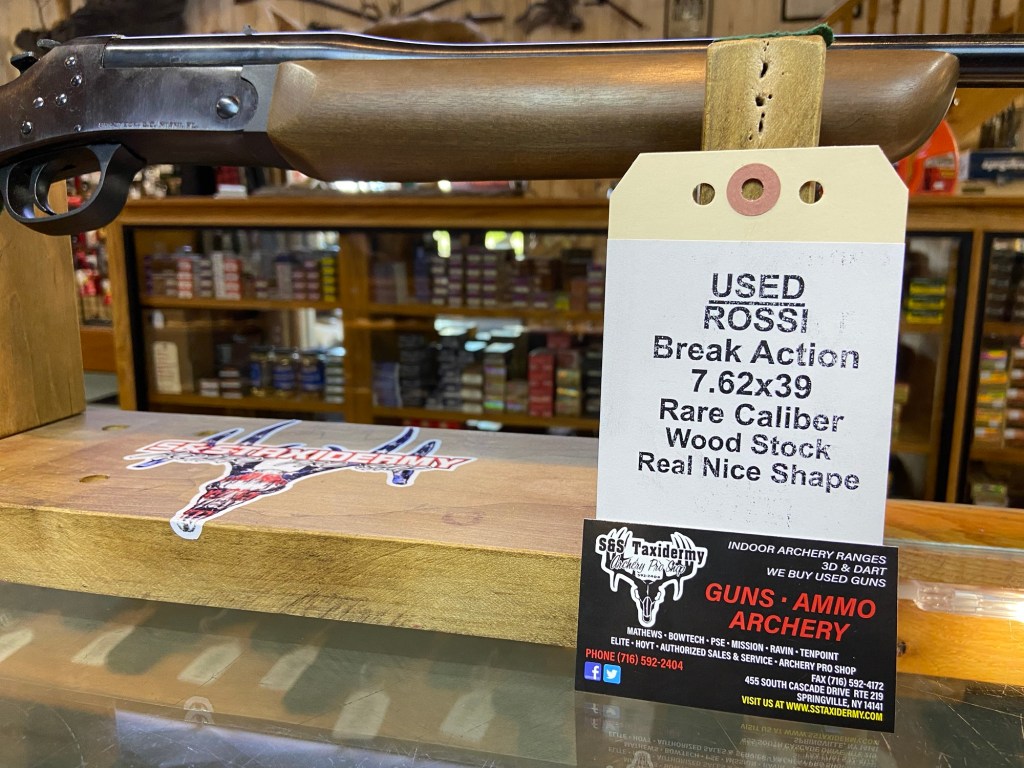 USED
ROSSI
Break Action
7.62x39
Rare Caliber
Wood Stock
Real Nice Shape
S&S TAXIDERMY
S&S Taxidermy
Archery Pro Shop
INDOOR ARCHERY RANGES
3D & DART
WE BUY USED GUNS
GUNS · AMMO
ARCHERY
MATHEWS • BOWTECH • PSE • MISSION • RAVIN • TENPOINT
ELITE • HOYT • AUTHORIZED SALES & SERVICE • ARCHERY PRO SHOP
PHONE (716) 592-2404
FAX (716) 592-4172
455 SOUTH CASCADE DRIVE RTE 219
SPRINGVILLE, NY 14141
VISIT US AT WWW.SSTAXIDERMY.COM